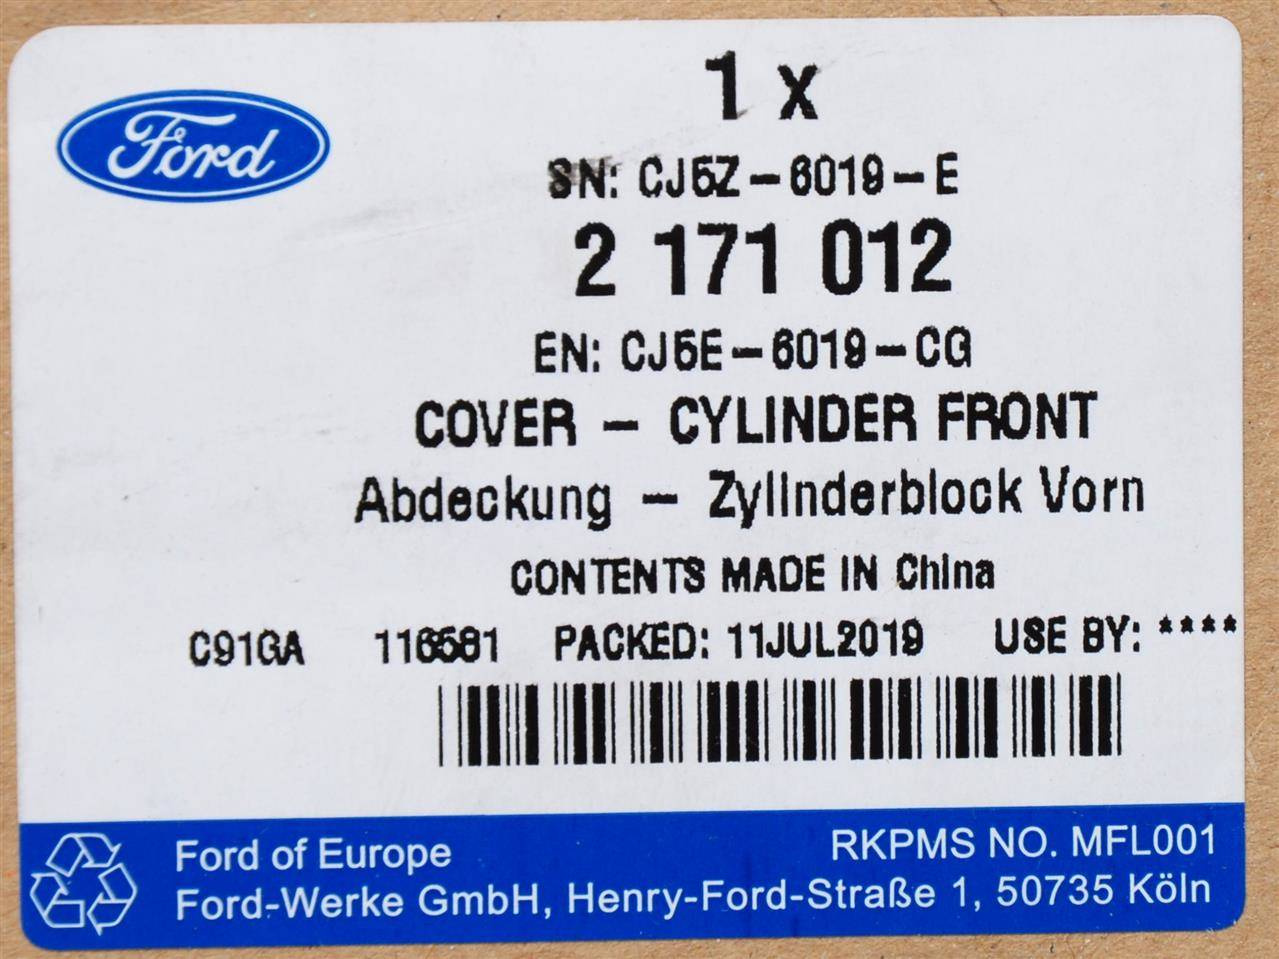 1 x
Ford
SN: CJ5Z-6019-E
2 171 012
EN: CJ5E-6019-CG
COVER - CYLINDER FRONT
Abdeckung - Zylinderblock Vorn
CONTENTS MADE IN China
C91GA 116581 PACKED: 11JUL2019 USE BY: ****
Ford of Europe RKPMS NO. MFL001
Ford-Werke GmbH, Henry-Ford-Straße 1, 50735 Köln